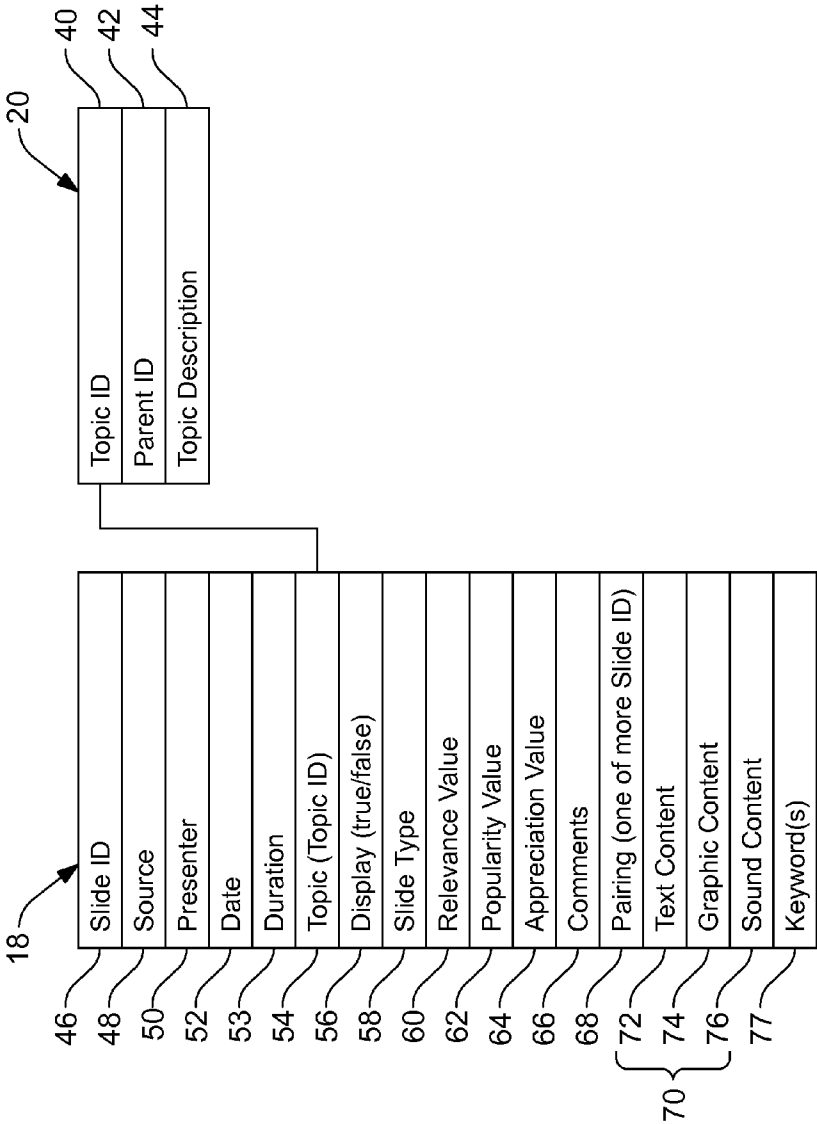 18
46 Slide ID
48 Source
50 Presenter
52 Date
53 Duration
54 Topic (Topic ID)
56 Display (true/false)
58 Slide Type
60 Relevance Value
62 Popularity Value
64 Appreciation Value
66 Comments
68 Pairing (one of more Slide ID)
72 Text Content
74 Graphic Content
76 Sound Content
77 Keyword(s)
70
20
Topic ID 40
Parent ID 42
Topic Description 44